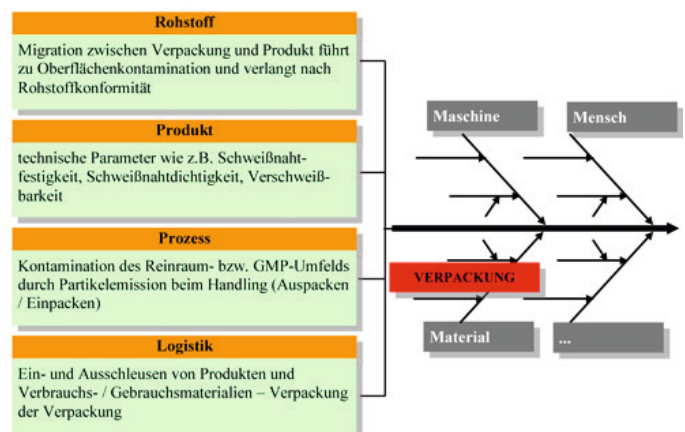 Rohstoff
Migration zwischen Verpackung und Produkt führt
zu Oberflächenkontamination und verlangt nach
Rohstoffkonformität
Produkt
technische Parameter wie z.B. Schweißnaht-
festigkeit, Schweißnahtdichtigkeit, Verschweiß-
barkeit
Prozess
Kontamination des Reinraum- bzw. GMP-Umfelds
durch Partikelemission beim Handling (Auspacken
/ Einpacken)
Logistik
Ein- und Ausschleusen von Produkten und
Verbrauchs- / Gebrauchsmaterialien – Verpackung
der Verpackung
Maschine
Mensch
VERPACKUNG
Material
...